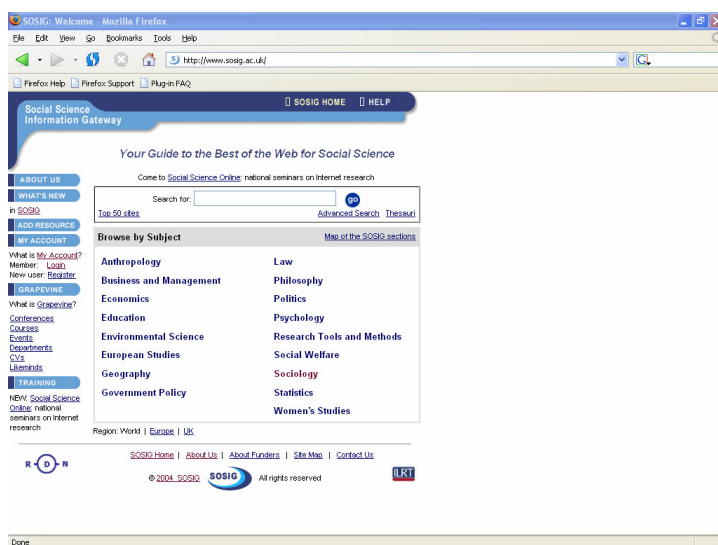 SOSIG: Welcome - Mozilla Firefox
File Edit View Go Bookmarks Tools Help
http://www.sosig.ac.uk/
G
Firefox Help Firefox Support Plug-in FAQ
Social Science
Information Gateway
SOSIG HOME HELP
Your Guide to the Best of the Web for Social Science
Come to Social Science Online: national seminars on Internet research
Search for: go
Top 50 sites Advanced Search Thesauri
Browse by Subject Map of the SOSIG sections
Anthropology Law
Business and Management Philosophy
Economics Politics
Education Psychology
Environmental Science Research Tools and Methods
European Studies Social Welfare
Geography Sociology
Government Policy Statistics
Women's Studies
Region: World | Europe | UK
ABOUT US
WHAT'S NEW
in SOSIG
ADD RESOURCE
MY ACCOUNT
What is My Account?
Member: Login
New user: Register
GRAPEVINE
What is Grapevine?
Conferences
Courses
Events
Departments
CVs
Likeminds
TRAINING
NEW: Social Science
Online: national
seminars on Internet
research
R D N
SOSIG Home | About Us | About Funders | Site Map | Contact Us
© 2004 SOSIG SOSIG All rights reserved
ILRT
Done